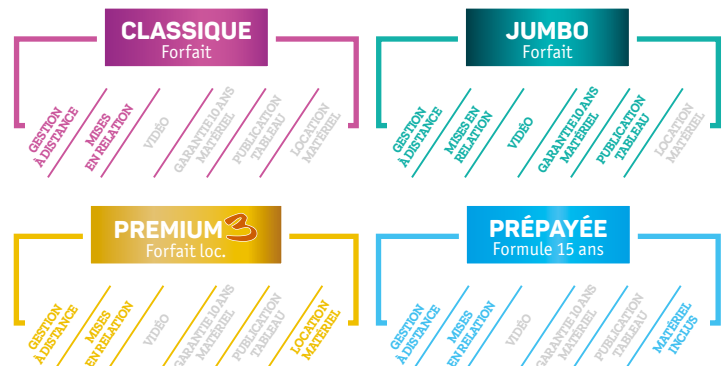 CLASSIQUE
Forfait
GESTION
À DISTANCE
MISES
EN RELATION
VIDÉO
GARANTIE 10 ANS
MATÉRIEL
PUBLICATION
TABLEAU
LOCATION
MATÉRIEL
JUMBO
Forfait
GESTION
À DISTANCE
MISES EN
RELATION
VIDÉO
GARANTIE 10 ANS
MATÉRIEL
PUBLICATION
TABLEAU
LOCATION
MATÉRIEL
PREMIUM 3
Forfait loc.
GESTION
À DISTANCE
MISES
EN RELATION
VIDÉO
GARANTIE 10 ANS
MATÉRIEL
PUBLICATION
TABLEAU
LOCATION
MATÉRIEL
PRÉPAYÉE
Formule 15 ans
GESTION
À DISTANCE
MISES
EN RELATION
VIDÉO
GARANTIE 10 ANS
MATÉRIEL
PUBLICATION
TABLEAU
MATÉRIEL
INCLUS